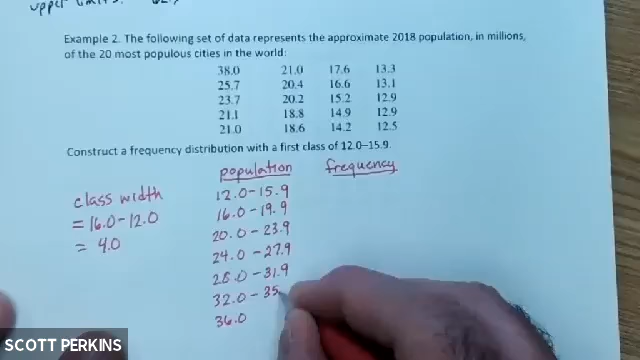 upper limits.
Example 2. The following set of data represents the approximate 2018 population, in millions,
of the 20 most populous cities in the world:
38.0 21.0 17.6 13.3
25.7 20.4 16.6 13.1
23.7 20.2 15.2 12.9
21.1 18.8 14.9 12.9
21.0 18.6 14.2 12.5
Construct a frequency distribution with a first class of 12.0–15.9.
population frequency
class width
= 16.0 - 12.0
= 4.0
12.0 - 15.9
16.0 - 19.9
20.0 - 23.9
24.0 - 27.9
28.0 - 31.9
32.0 - 35
36.0
SCOTT PERKINS